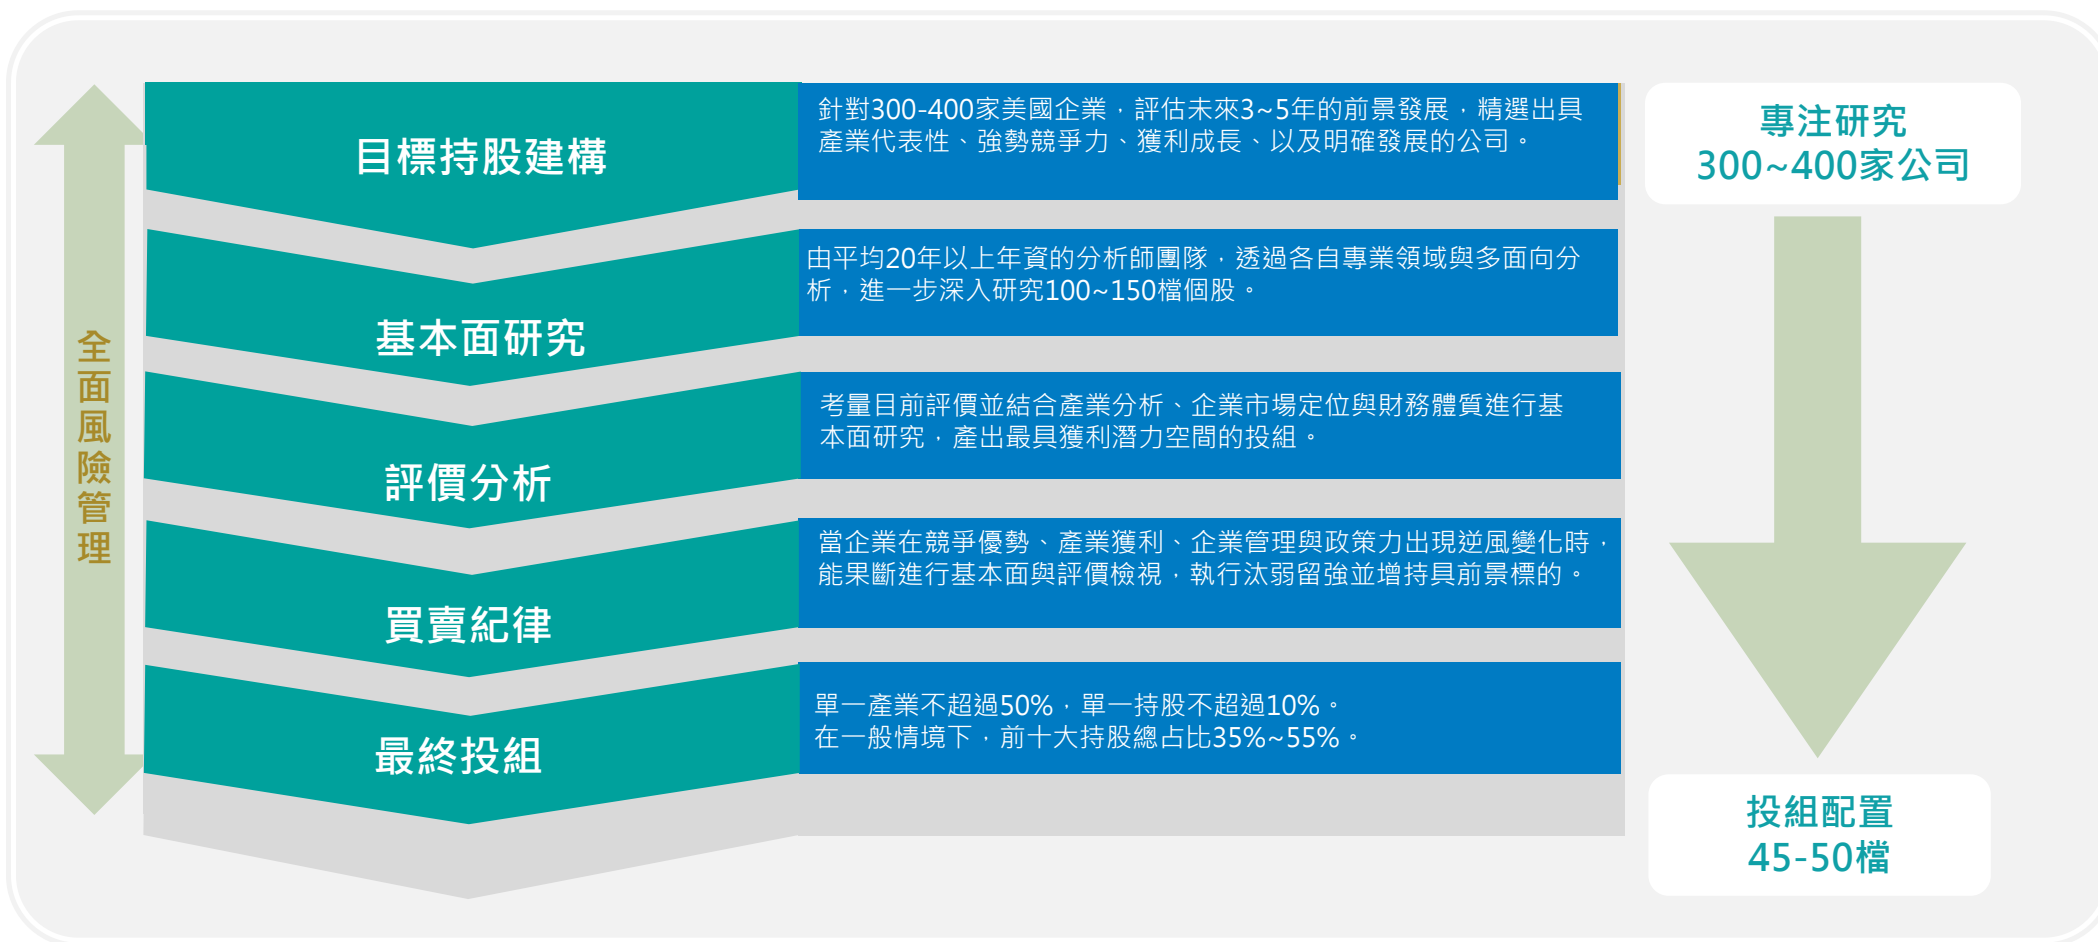 全面風險管理
目標持股建構
針對300-400家美國企業，評估未來3~5年的前景發展，精選出具
產業代表性、強勢競爭力、獲利成長、以及明確發展的公司。
基本面研究
由平均20年以上年資的分析師團隊，透過各自專業領域與多面向分
析，進一步深入研究100~150檔個股。
評價分析
考量目前評價並結合產業分析、企業市場定位與財務體質進行基
本面研究，產出最具獲利潛力空間的投組。
買賣紀律
當企業在競爭優勢、產業獲利、企業管理與政策力出現逆風變化時，
能果斷進行基本面與評價檢視，執行汰弱留強並增持具前景標的。
最終投組
單一產業不超過50%，單一持股不超過10%。
在一般情境下，前十大持股總占比35%~55%。
專注研究
300~400家公司
投組配置
45-50檔